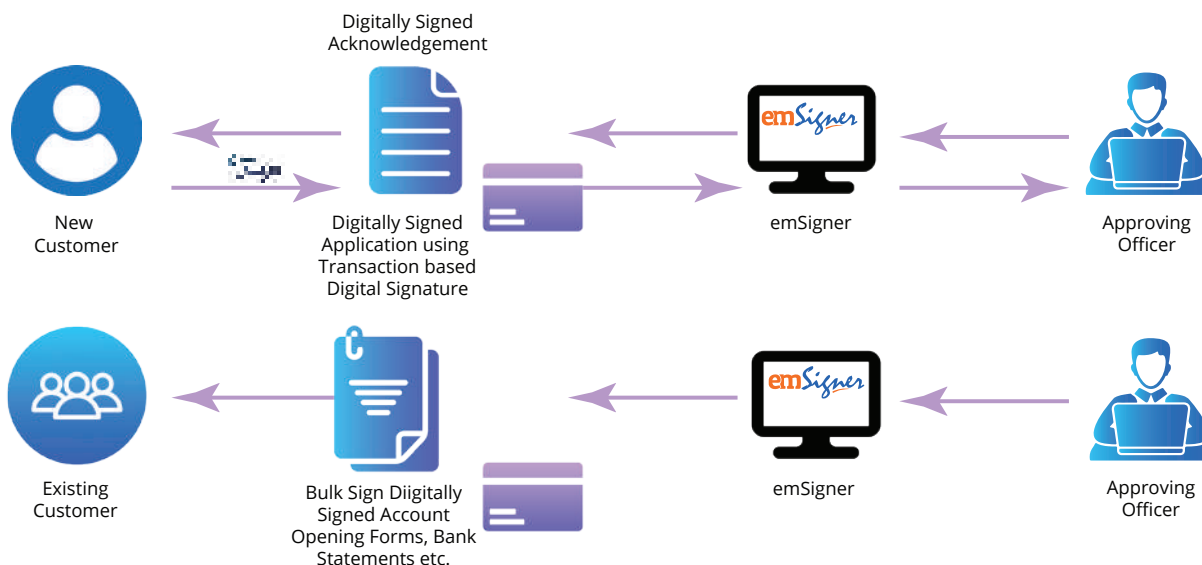 Digitally Signed
Acknowledgement
emSigner
New
Customer
Digitally Signed
Application using
Transaction based
Digital Signature
emSigner
Approving
Officer
emSigner
Existing
Customer
Bulk Sign Diigitally
Signed Account
Opening Forms, Bank
Statements etc.
emSigner
Approving
Officer